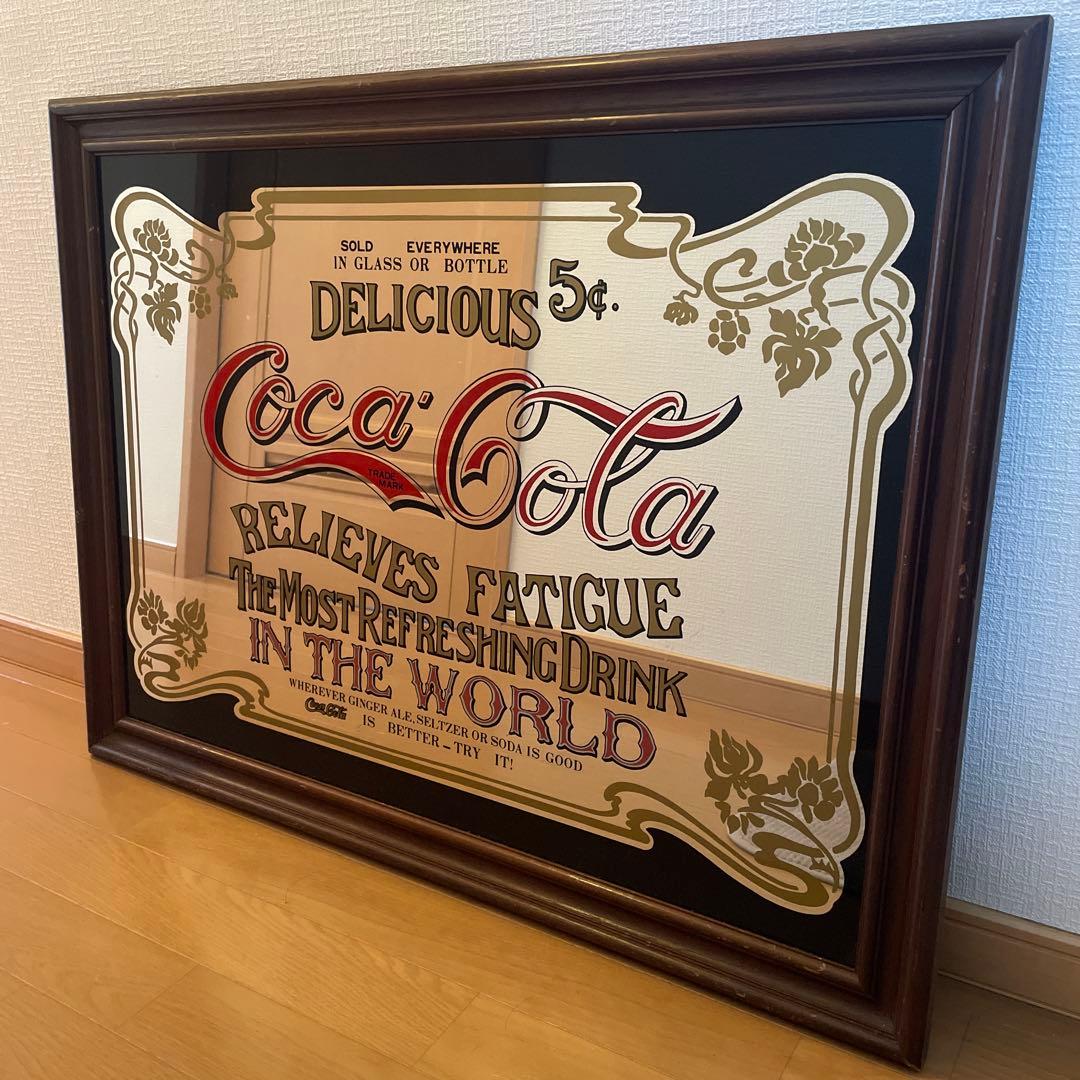 SOLD EVERYWHERE
IN GLASS OR BOTTLE
DELICIOUS 5¢.
Coca-Cola
TRADE MARK
RELIEVES FATIGUE
THE MOST REFRESHING DRINK
IN THE WORLD
WHEREVER GINGER ALE, SELTZER OR SODA IS GOOD
Coca-Cola IS BETTER - TRY IT!